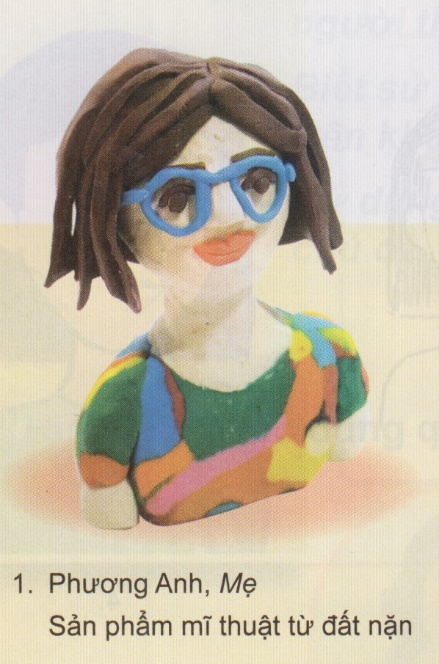 1. Phương Anh, Mẹ
Sản phẩm mĩ thuật từ đất nặn